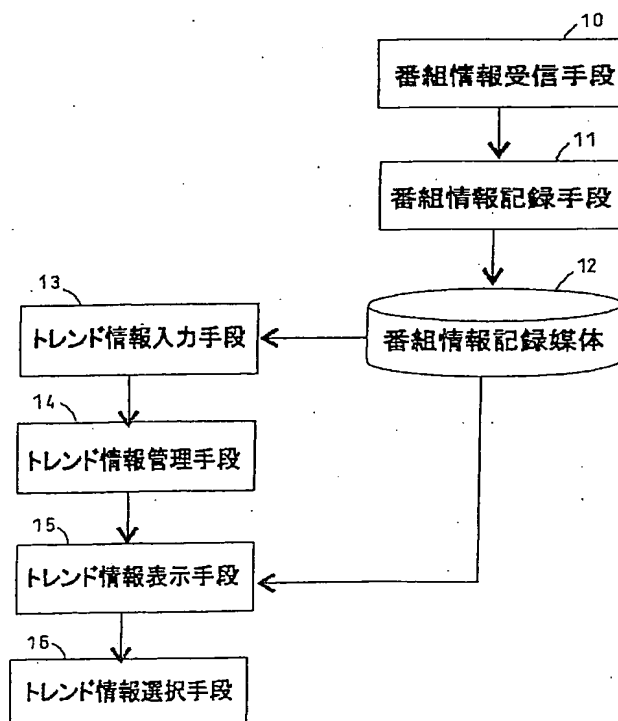 10
番組情報受信手段
11
番組情報記録手段
12
番組情報記録媒体
13
トレンド情報入力手段
14
トレンド情報管理手段
15
トレンド情報表示手段
16
トレンド情報選択手段